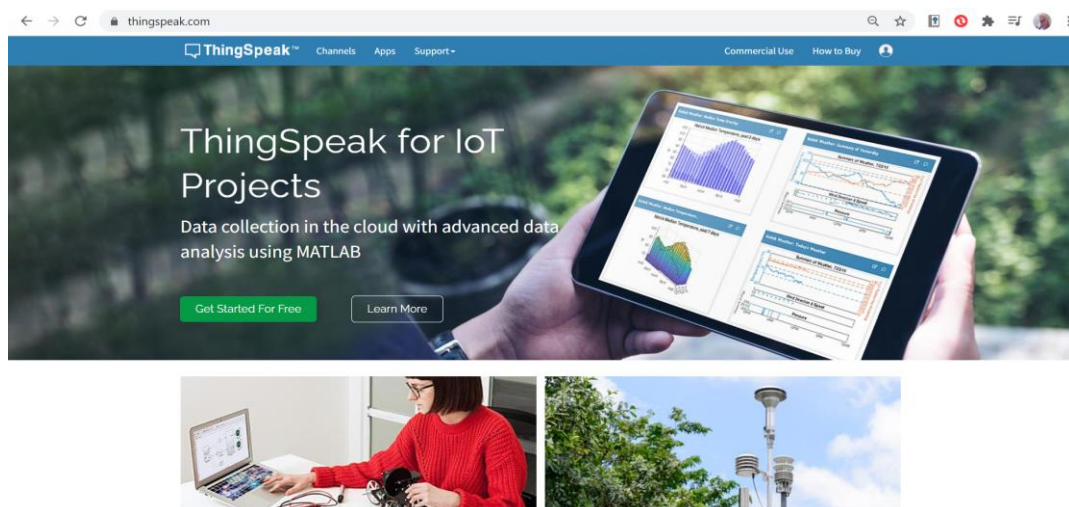 thingspeak.com
ThingSpeak™ Channels Apps Support Commercial Use How to Buy
ThingSpeak for IoT
Projects
Data collection in the cloud with advanced data
analysis using MATLAB
Get Started For Free Learn More